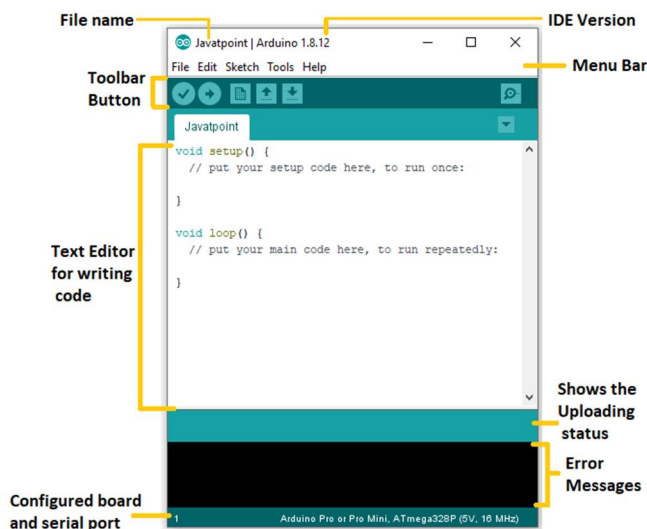 File name
IDE Version
Javatpoint | Arduino 1.8.12
File Edit Sketch Tools Help
Menu Bar
Toolbar
Button
Javatpoint
void setup() {
// put your setup code here, to run once:
}
void loop() {
// put your main code here, to run repeatedly:
}
Text Editor
for writing
code
Shows the
Uploading
status
Error
Messages
Configured board
and serial port
1
Arduino Pro or Pro Mini, ATmega328P (5V, 16 MHz)